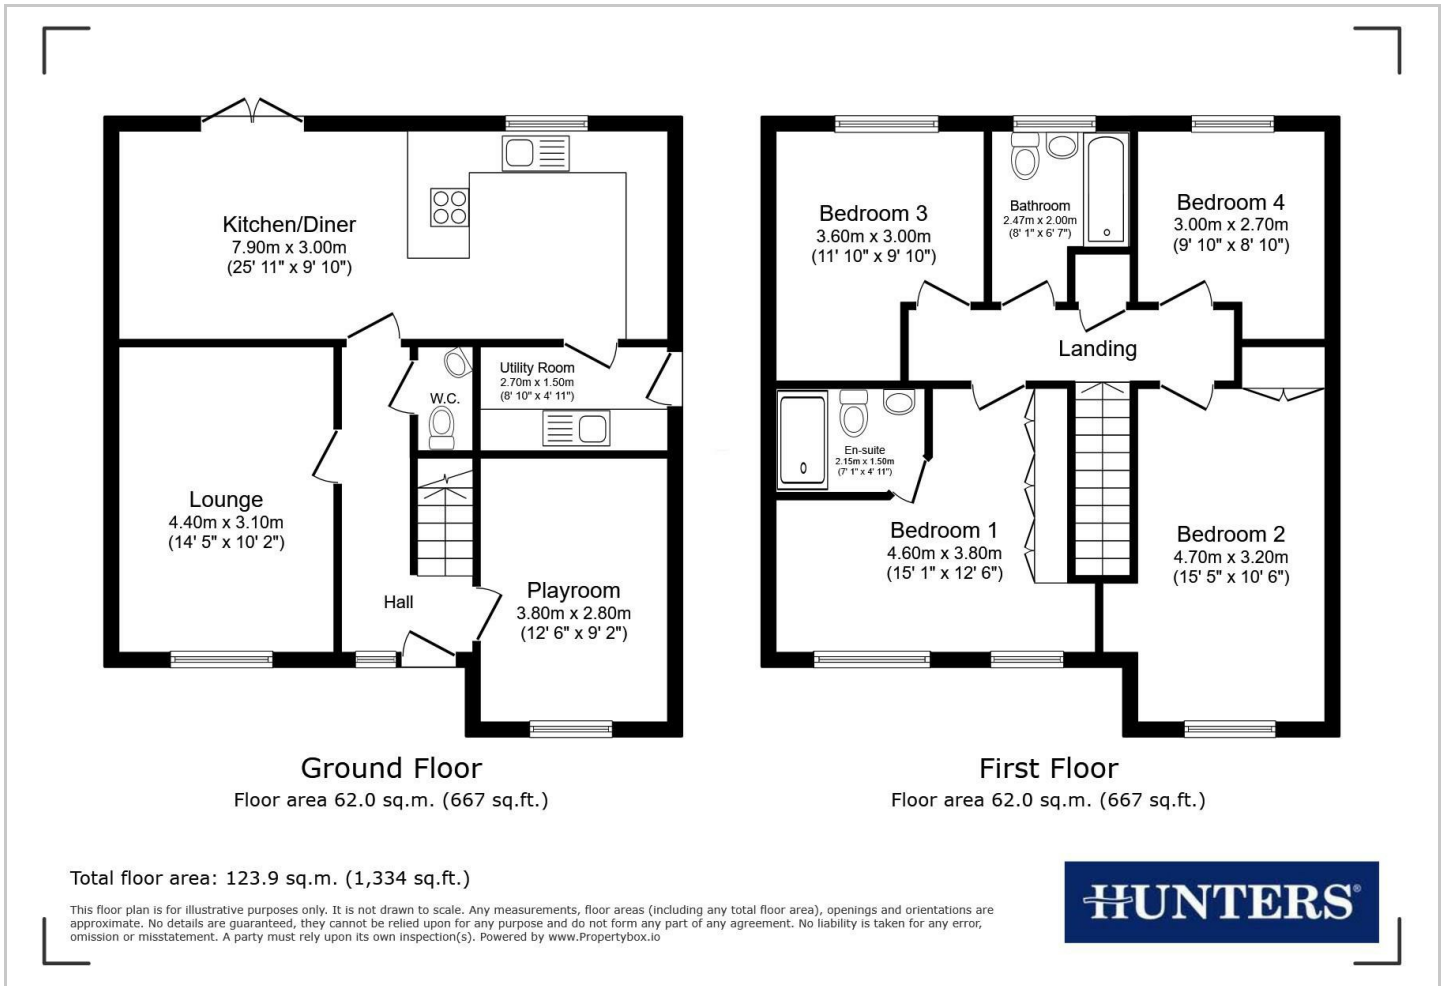 Kitchen/Diner
7.90m x 3.00m
(25' 11" x 9' 10")
Utility Room
2.70m x 1.50m
(8' 10" x 4' 11")
W.C.
Lounge
4.40m x 3.10m
(14' 5" x 10' 2")
Hall
Playroom
3.80m x 2.80m
(12' 6" x 9' 2")
Ground Floor
Floor area 62.0 sq.m. (667 sq.ft.)
Bedroom 3
3.60m x 3.00m
(11' 10" x 9' 10")
Bathroom
2.47m x 2.00m
(8' 1" x 6' 7")
Bedroom 4
3.00m x 2.70m
(9' 10" x 8' 10")
Landing
En-suite
2.15m x 1.50m
(7' 1" x 4' 11")
Bedroom 1
4.60m x 3.80m
(15' 1" x 12' 6")
Bedroom 2
4.70m x 3.20m
(15' 5" x 10' 6")
First Floor
Floor area 62.0 sq.m. (667 sq.ft.)
Total floor area: 123.9 sq.m. (1,334 sq.ft.)
This floor plan is for illustrative purposes only. It is not drawn to scale. Any measurements, floor areas (including any total floor area), openings and orientations are
approximate. No details are guaranteed, they cannot be relied upon for any purpose and do not form any part of any agreement. No liability is taken for any error,
omission or misstatement. A party must rely upon its own inspection(s). Powered by www.Propertybox.io
HUNTERS®